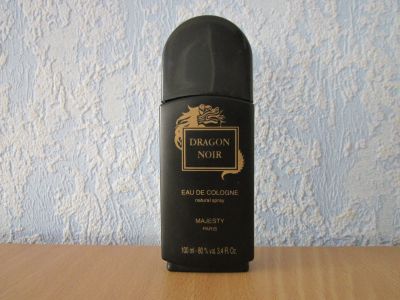 DRAGON
NOIR
EAU DE COLOGNE
natural spray
MAJESTY
PARIS
100 ml - 80 % vol. 3.4 Fl. Oz.